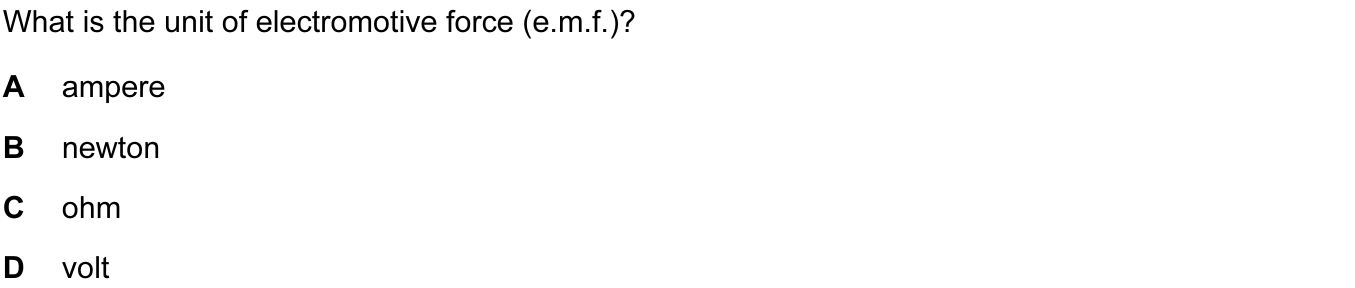 What is the unit of electromotive force (e.m.f.)?
A ampere
B newton
C ohm
D volt